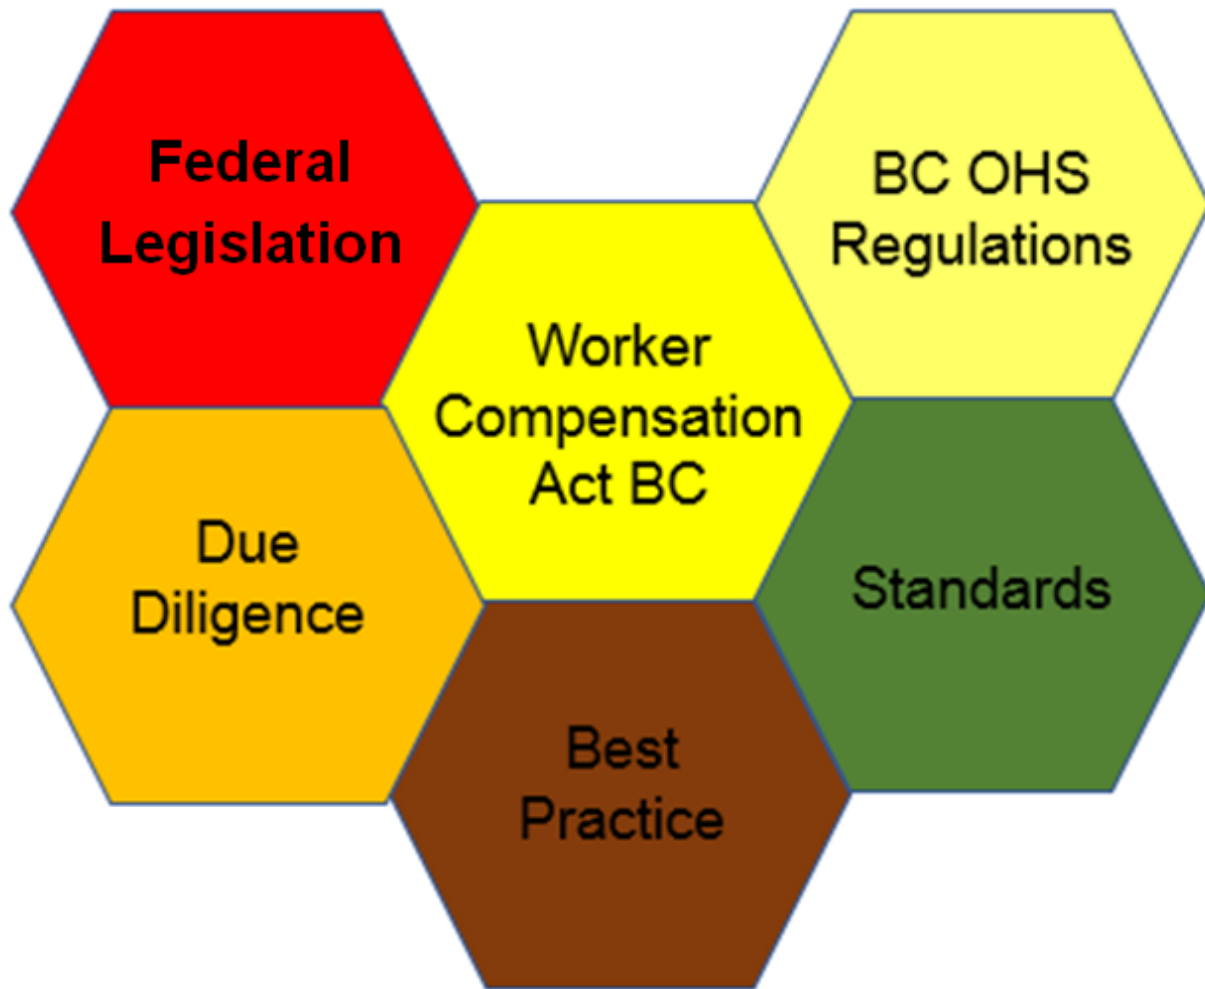 Federal
Legislation
BC OHS
Regulations
Worker
Compensation
Act BC
Due
Diligence
Standards
Best
Practice